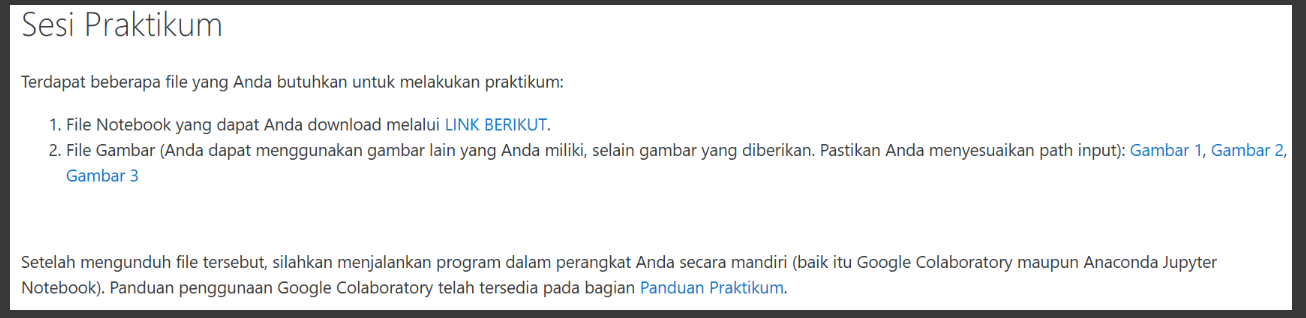 Sesi Praktikum
Terdapat beberapa file yang Anda butuhkan untuk melakukan praktikum:
1. File Notebook yang dapat Anda download melalui LINK BERIKUT.
2. File Gambar (Anda dapat menggunakan gambar lain yang Anda miliki, selain gambar yang diberikan. Pastikan Anda menyesuaikan path input): Gambar 1, Gambar 2,
Gambar 3
Setelah mengunduh file tersebut, silahkan menjalankan program dalam perangkat Anda secara mandiri (baik itu Google Colaboratory maupun Anaconda Jupyter
Notebook). Panduan penggunaan Google Colaboratory telah tersedia pada bagian Panduan Praktikum.